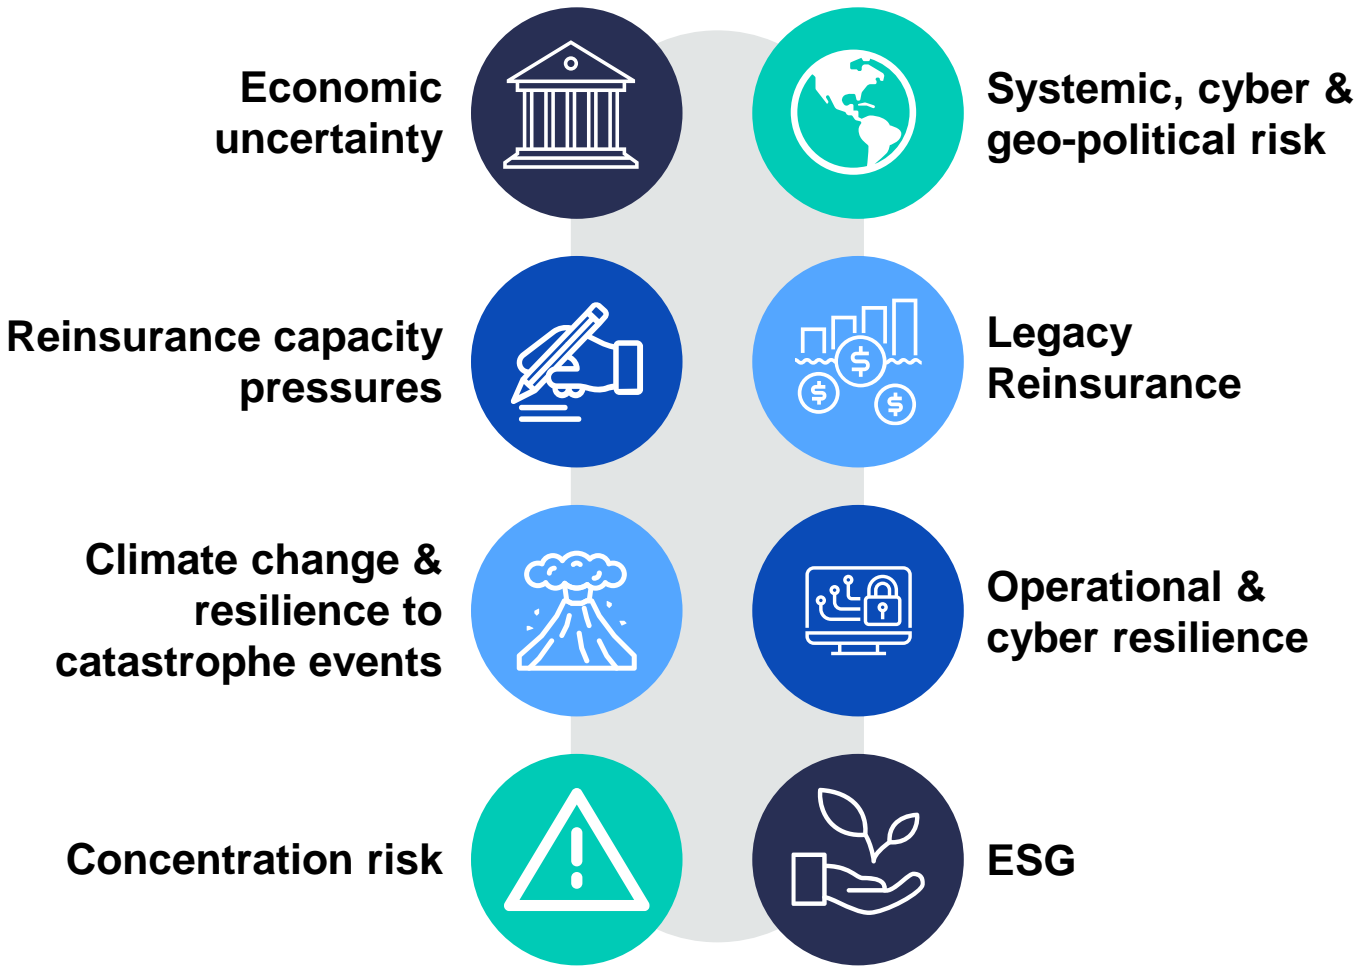 Economic
uncertainty
Systemic, cyber &
geo-political risk
Reinsurance capacity
pressures
Legacy
Reinsurance
Climate change &
resilience to
catastrophe events
Operational &
cyber resilience
Concentration risk
ESG